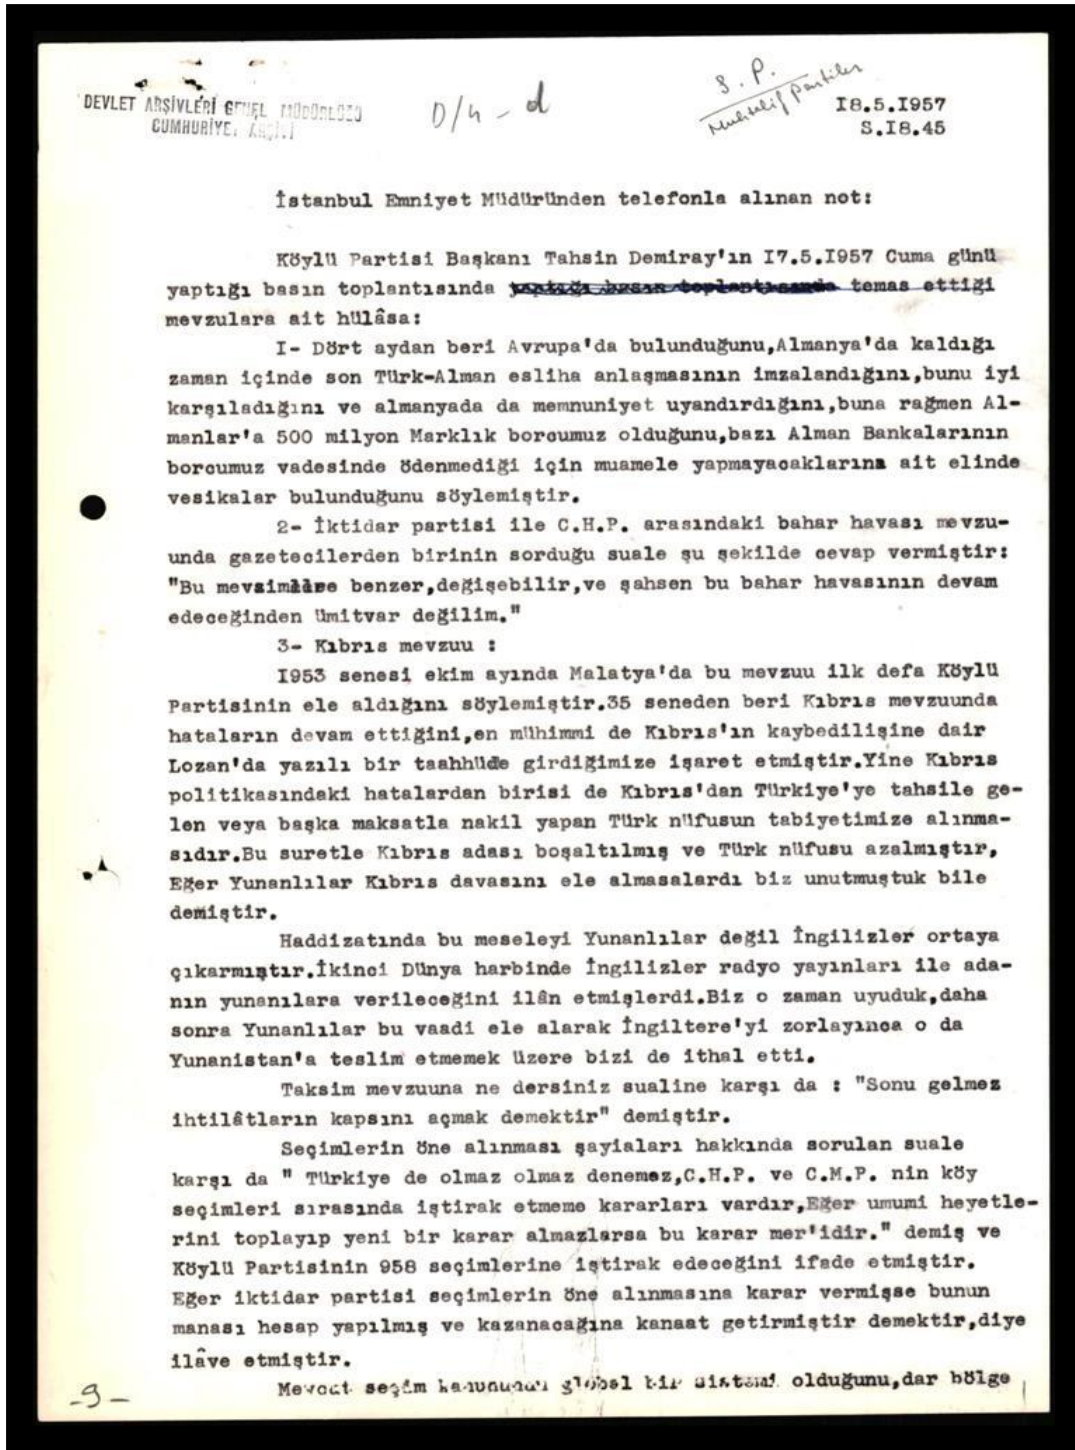 DEVLET ARŞİVLERİ GENEL MÜDÜRLÜĞÜ
CUMHURİYET ARŞİVİ
D/4-d
S. P.
Muhtelif Partiler
I8.5.I957
S.I8.45
İstanbul Emniyet Müdüründen telefonla alınan not:
Köylü Partisi Başkanı Tahsin Demiray'ın I7.5.I957 Cuma günü
yaptığı basın toplantısında yaptığı basın toplantısında temas ettiği
mevzulara ait hülâsa:
I- Dört aydan beri Avrupa'da bulunduğunu,Almanya'da kaldığı
zaman içinde son Türk-Alman esliha anlaşmasının imzalandığını,bunu iyi
karşıladığını ve almanyada da memnuniyet uyandırdığını,buna rağmen Al-
manlar'a 500 milyon Marklık borcumuz olduğunu,bazı Alman Bankalarının
borcumuz vadesinde ödenmediği için muamele yapmayacaklarına ait elinde
vesikalar bulunduğunu söylemiştir.
2- İktidar partisi ile C.H.P. arasındaki bahar havası mevzu-
unda gazetecilerden birinin sorduğu suale şu şekilde cevap vermiştir:
"Bu benzer,değişebilir,ve şahsen bu bahar havasının devam
edeceğinden ümitvar değilim."
3- Kıbrıs mevzuu :
I953 senesi ekim ayında Malatya'da bu mevzuu ilk defa Köylü
Partisinin ele aldığını söylemiştir.35 seneden beri Kıbrıs mevzuunda
hataların devam ettiğini,en mühimmi de Kıbrıs'ın kaybedilişine dair
Lozan'da yazılı bir taahhüde girdiğimize işaret etmiştir.Yine Kıbrıs
politikasındaki hatalardan birisi de Kıbrıs'dan Türkiye'ye tahsile ge-
len veya başka maksatla nakil yapan Türk nüfusun tabiyetimize alınma-
sıdır.Bu suretle Kıbrıs adası boşaltılmış ve Türk nüfusu azalmıştır,
Eğer Yunanlılar Kıbrıs davasını ele almasalardı biz unutmuştuk bile
demiştir.
Haddizatında bu meseleyi Yunanlılar değil İngilizler ortaya
çıkarmıştır.İkinci Dünya harbinde İngilizler radyo yayınları ile ada-
nın yunanılara verileceğini ilân etmişlerdi.Biz o zaman uyuduk,daha
sonra Yunanlılar bu vaadi ele alarak İngiltere'yi zorlayınca o da
Yunanistan'a teslim etmemek üzere bizi de ithal etti.
Taksim mevzuuna ne dersiniz sualine karşı da : "Sonu gelmez
ihtilâtların kapsını açmak demektir" demiştir.
Seçimlerin öne alınması şayiaları hakkında sorulan suale
karşı da " Türkiye de olmaz olmaz denemez,C.H.P. ve C.M.P. nin köy
seçimleri sırasında iştirak etmeme kararları vardır,Eğer umumi heyetle-
rini toplayıp yeni bir karar almazlarsa bu karar mer'idir." demiş ve
Köylü Partisinin 958 seçimlerine iştirak edeceğini ifade etmiştir.
Eğer iktidar partisi seçimlerin öne alınmasına karar vermişse bunun
manası hesap yapılmış ve kazanacağına kanaat getirmiştir demektir,diye
ilâve etmiştir.
Mevcut seçim kanununun global bir sistemi olduğunu,dar bölge
-9-